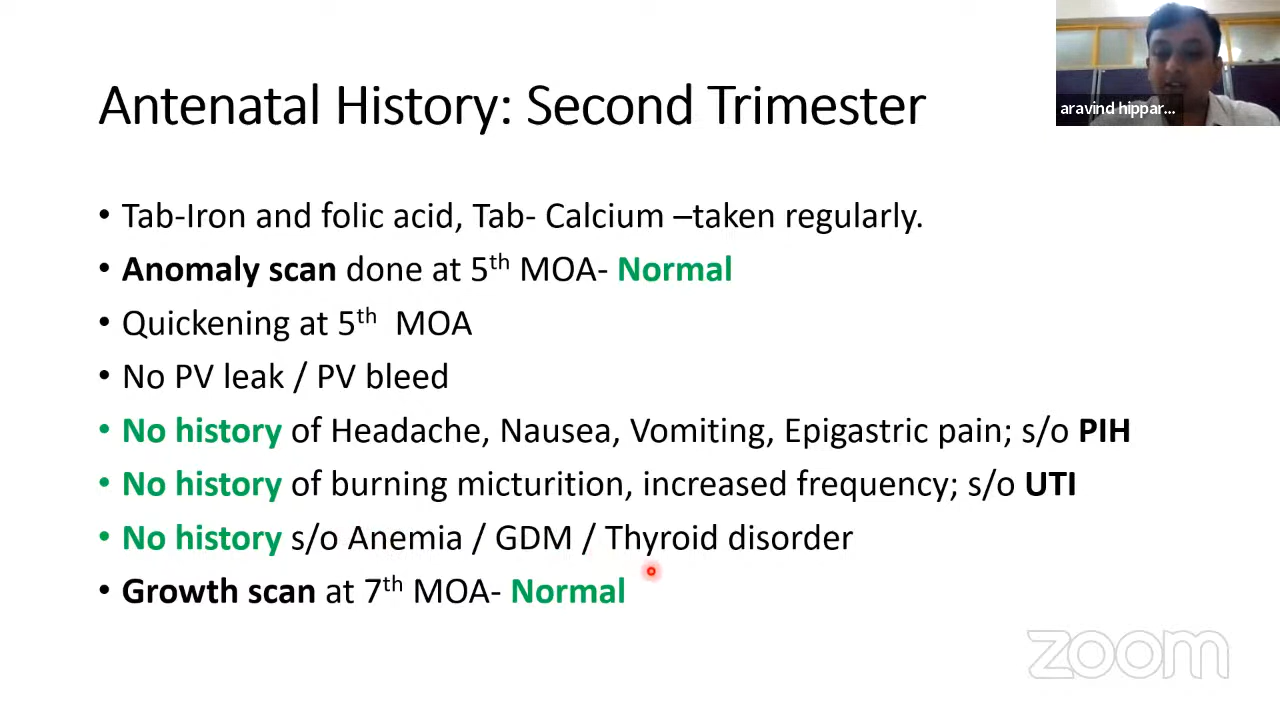 Antenatal History: Second Trimester
aravind hippar...
• Tab-Iron and folic acid, Tab- Calcium –taken regularly.
• Anomaly scan done at 5th MOA- Normal
• Quickening at 5th MOA
• No PV leak / PV bleed
• No history of Headache, Nausea, Vomiting, Epigastric pain; s/o PIH
• No history of burning micturition, increased frequency; s/o UTI
• No history s/o Anemia / GDM / Thyroid disorder
• Growth scan at 7th MOA- Normal
zoom